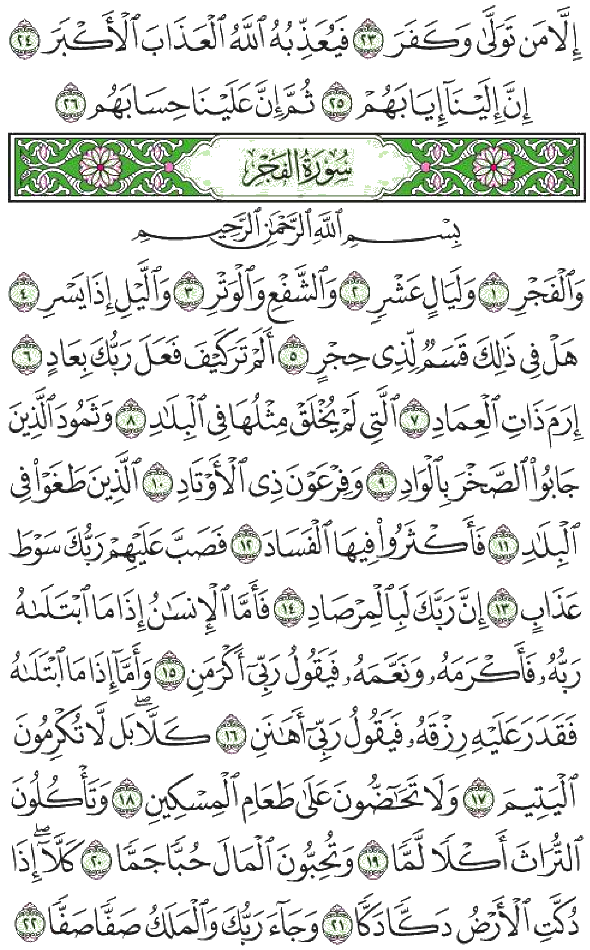 إِلَّا مَن تَوَلَّىٰ وَكَفَرَ ٢٣ فَيُعَذِّبُهُ ٱللَّهُ ٱلْعَذَابَ ٱلْأَكْبَرَ ٢٤
إِنَّ إِلَيْنَآ إِيَابَهُمْ ٢٥ ثُمَّ إِنَّ عَلَيْنَا حِسَابَهُم ٢٦
سُورَةُ الفَجْرِ
بِسْمِ ٱللَّهِ ٱلرَّحْمَٰنِ ٱلرَّحِيمِ
وَٱلْفَجْرِ ١ وَلَيَالٍ عَشْرٍ ٢ وَٱلشَّفْعِ وَٱلْوَتْرِ ٣ وَٱلَّيْلِ إِذَا يَسْرِ ٤
هَلْ فِى ذَٰلِكَ قَسَمٌ لِّذِى حِجْرٍ ٥ أَلَمْ تَرَ كَيْفَ فَعَلَ رَبُّكَ بِعَادٍ ٦
إِرَمَ ذَاتِ ٱلْعِمَادِ ٧ ٱلَّتِى لَمْ يُخْلَقْ مِثْلُهَا فِى ٱلْبِلَٰدِ ٨ وَثَمُودَ ٱلَّذِينَ
جَابُوا۟ ٱلصَّخْرَ بِٱلْوَادِ ٩ وَفِرْعَوْنَ ذِى ٱلْأَوْتَادِ ١٠ ٱلَّذِينَ طَغَوْا۟ فِى
ٱلْبِلَٰدِ ١١ فَأَكْثَرُوا۟ فِيهَا ٱلْفَسَادَ ١٢ فَصَبَّ عَلَيْهِمْ رَبُّكَ سَوْطَ
عَذَابٍ ١٣ إِنَّ رَبَّكَ لَبِٱلْمِرْصَادِ ١٤ فَأَمَّا ٱلْإِنسَٰنُ إِذَا مَا ٱبْتَلَىٰهُ
رَبُّهُۥ فَأَكْرَمَهُۥ وَنَعَّمَهُۥ فَيَقُولُ رَبِّىٓ أَكْرَمَنِ ١٥ وَأَمَّآ إِذَا مَا ٱبْتَلَىٰهُ
فَقَدَرَ عَلَيْهِ رِزْقَهُۥ فَيَقُولُ رَبِّىٓ أَهَٰنَنِ ١٦ كَلَّا ۖ بَل لَّا تُكْرِمُونَ
ٱلْيَتِيمَ ١٧ وَلَا تَحَٰٓضُّونَ عَلَىٰ طَعَامِ ٱلْمِسْكِينِ ١٨ وَتَأْكُلُونَ
ٱلتُّرَاثَ أَكْلًا لَّمًّا ١٩ وَتُحِبُّونَ ٱلْمَالَ حُبًّا جَمًّا ٢٠ كَلَّآ ۖ إِذَا
دُكَّتِ ٱلْأَرْضُ دَكًّا دَكًّا ٢١ وَجَآءَ رَبُّكَ وَٱلْمَلَكُ صَفًّا صَفًّا ٢٢